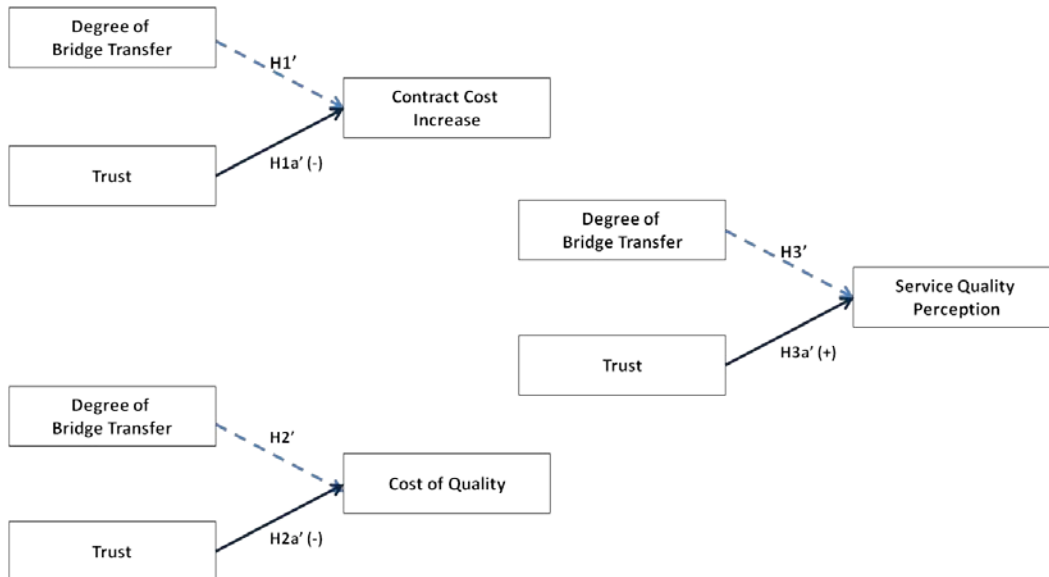 Degree of
Bridge Transfer
H1’
Contract Cost
Increase
Trust
H1a’ (-)
Degree of
Bridge Transfer
H3’
Service Quality
Perception
Trust
H3a’ (+)
Degree of
Bridge Transfer
H2’
Cost of Quality
Trust
H2a’ (-)